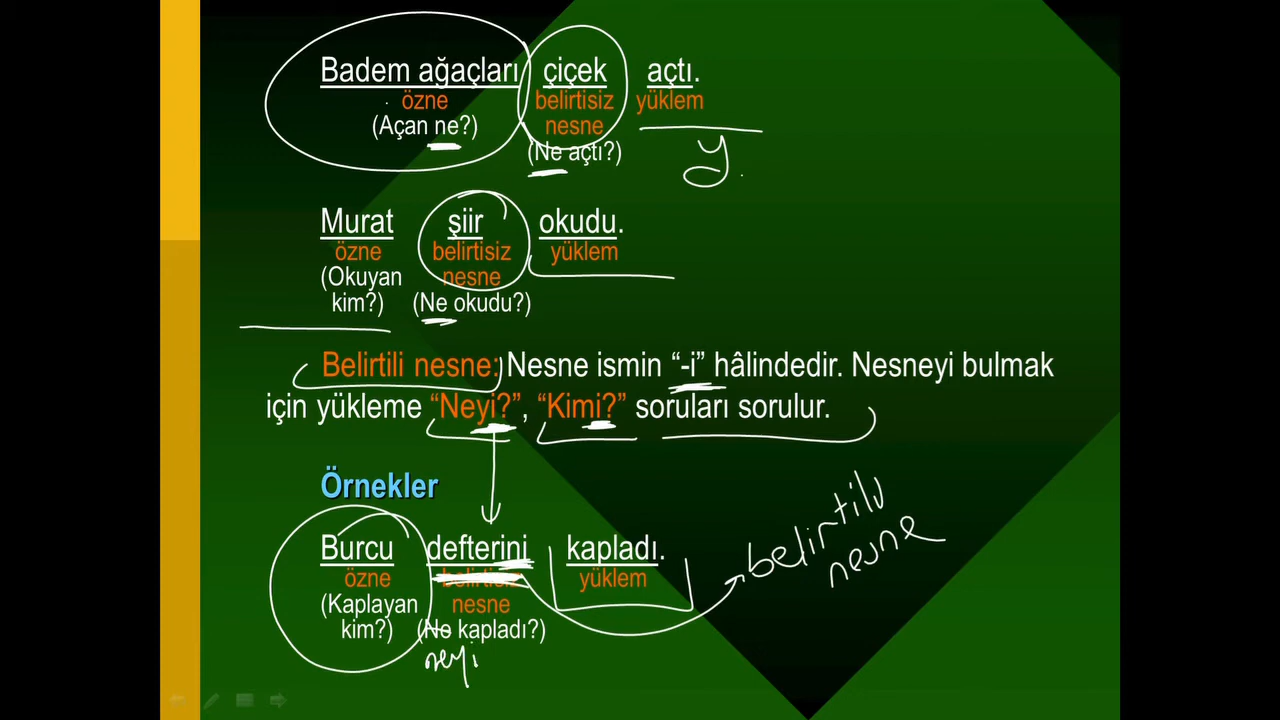 Badem ağaçları çiçek açtı.
özne belirtisiz yüklem
(Açan ne?) nesne
(Ne açtı?)
y
Murat şiir okudu.
özne belirtisiz yüklem
(Okuyan nesne
kim?) (Ne okudu?)
Belirtili nesne: Nesne ismin “-i” hâlindedir. Nesneyi bulmak
için yükleme “Neyi?”, “Kimi?” soruları sorulur.
Örnekler
Burcu defterini kapladı.
özne belirtisiz yüklem
(Kaplayan nesne
kim?) (Ne kapladı?)
neyi
belirtili
nesne